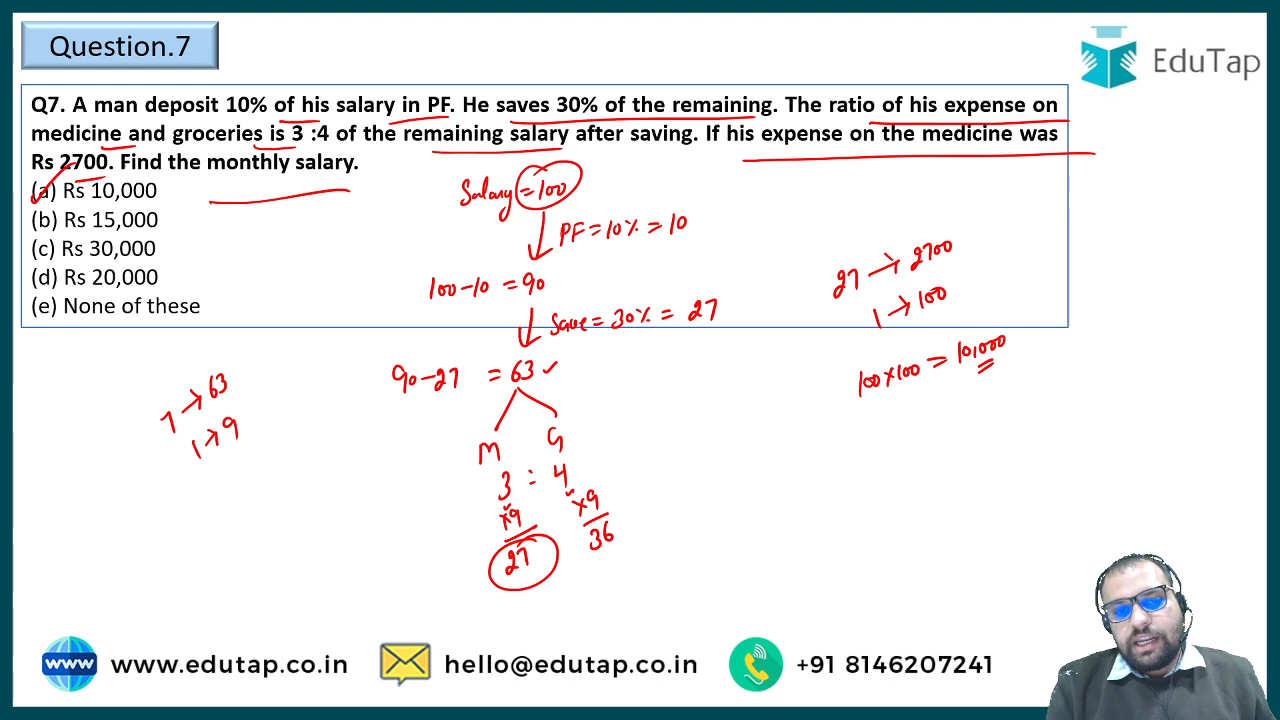 Question.7
EduTap
Q7. A man deposit 10% of his salary in PF. He saves 30% of the remaining. The ratio of his expense on
medicine and groceries is 3 :4 of the remaining salary after saving. If his expense on the medicine was
Rs 2700. Find the monthly salary.
(a) Rs 10,000
(b) Rs 15,000
(c) Rs 30,000
(d) Rs 20,000
(e) None of these
Salary = 100
PF = 10% = 10
100-10 = 90
Save = 30% = 27
90-27 = 63
M G
3 : 4
×9 ×9
27 36
7 → 63
1 → 9
27 → 2700
1 → 100
100×100 = 10,000
www www.edutap.co.in
hello@edutap.co.in
+91 8146207241